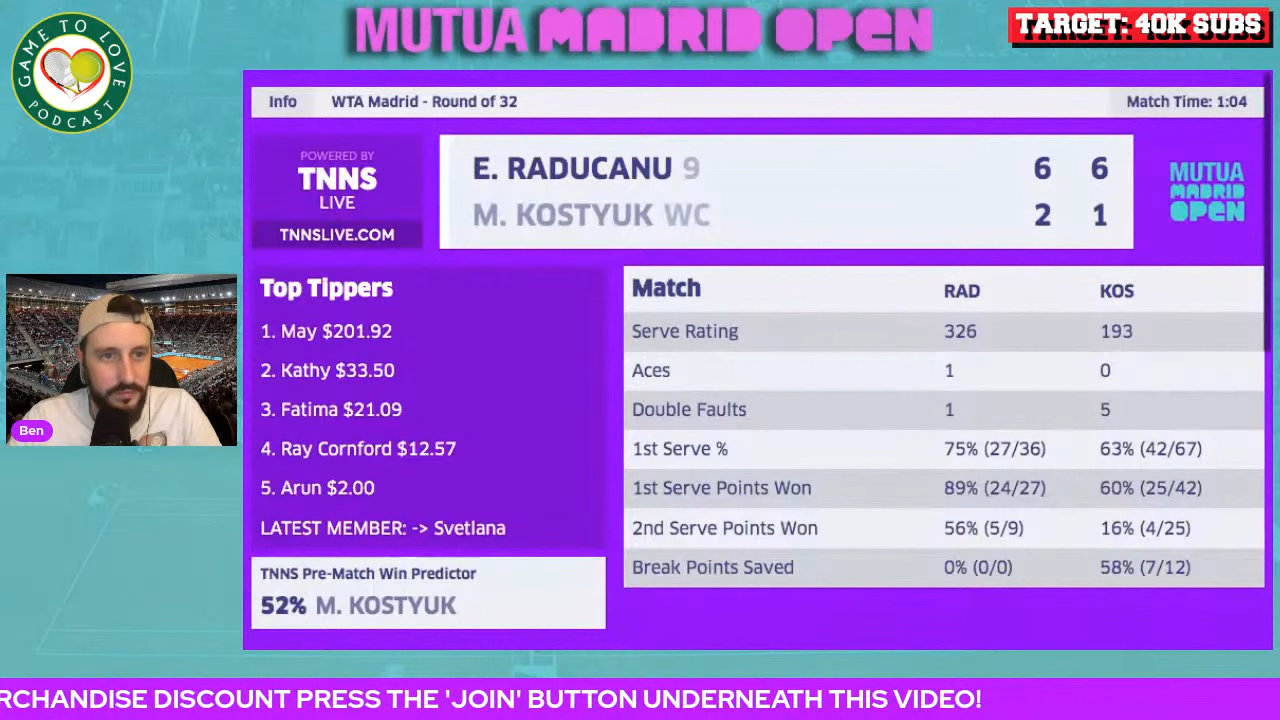 GAME TO LOVE
PODCAST
MUTUA MADRID OPEN
TARGET: 40K SUBS
Info WTA Madrid - Round of 32 Match Time: 1:04
POWERED BY
TNNS
LIVE
TNNSLIVE.COM
E. RADUCANU 9 6 6
M. KOSTYUK WC 2 1
MUTUA
MADRID
OPEN
Top Tippers
1. May $201.92
2. Kathy $33.50
3. Fatima $21.09
4. Ray Cornford $12.57
5. Arun $2.00
LATEST MEMBER: -> Svetlana
TNNS Pre-Match Win Predictor
52% M. KOSTYUK
Match RAD KOS
Serve Rating 326 193
Aces 1 0
Double Faults 1 5
1st Serve % 75% (27/36) 63% (42/67)
1st Serve Points Won 89% (24/27) 60% (25/42)
2nd Serve Points Won 56% (5/9) 16% (4/25)
Break Points Saved 0% (0/0) 58% (7/12)
Ben
RCHANDISE DISCOUNT PRESS THE 'JOIN' BUTTON UNDERNEATH THIS VIDEO!